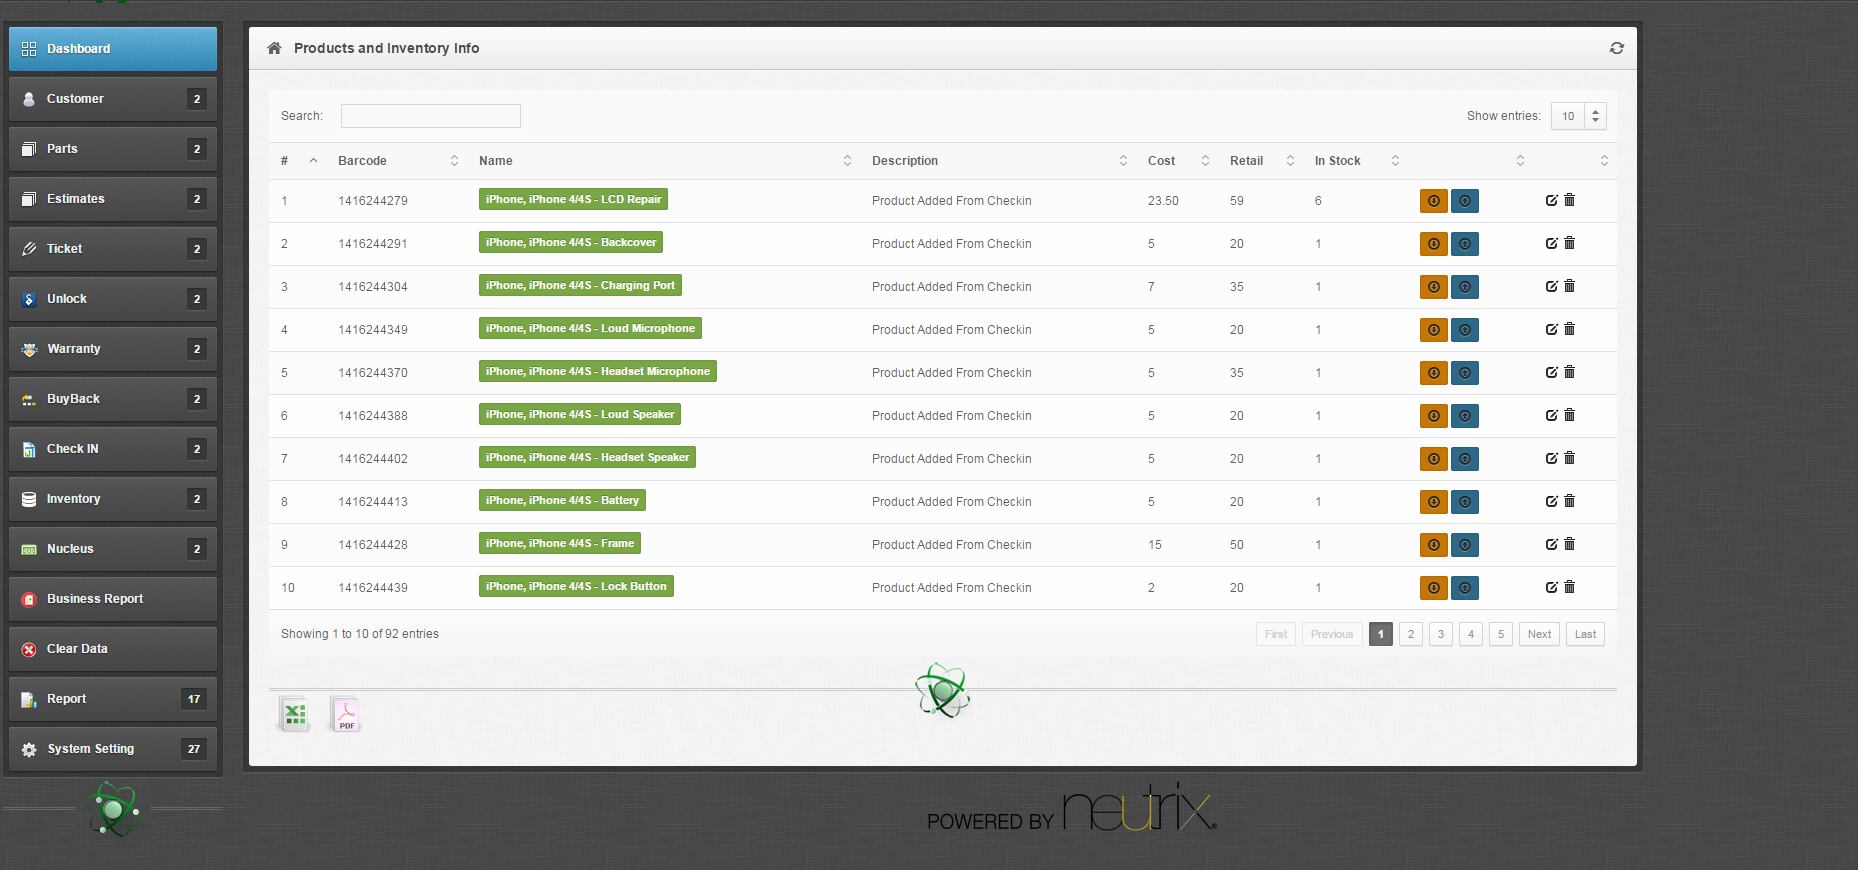 Dashboard
Customer 2
Parts 2
Estimates 2
Ticket 2
Unlock 2
Warranty 2
BuyBack 2
Check IN 2
Inventory 2
Nucleus 2
Business Report
Clear Data
Report 17
System Setting 27
Products and Inventory Info
Search:
Show entries: 10
# Barcode Name Description Cost Retail In Stock
1 1416244279 iPhone, iPhone 4/4S - LCD Repair Product Added From Checkin 23.50 59 6
2 1416244291 iPhone, iPhone 4/4S - Backcover Product Added From Checkin 5 20 1
3 1416244304 iPhone, iPhone 4/4S - Charging Port Product Added From Checkin 7 35 1
4 1416244349 iPhone, iPhone 4/4S - Loud Microphone Product Added From Checkin 5 20 1
5 1416244370 iPhone, iPhone 4/4S - Headset Microphone Product Added From Checkin 5 35 1
6 1416244388 iPhone, iPhone 4/4S - Loud Speaker Product Added From Checkin 5 20 1
7 1416244402 iPhone, iPhone 4/4S - Headset Speaker Product Added From Checkin 5 20 1
8 1416244413 iPhone, iPhone 4/4S - Battery Product Added From Checkin 5 20 1
9 1416244428 iPhone, iPhone 4/4S - Frame Product Added From Checkin 15 50 1
10 1416244439 iPhone, iPhone 4/4S - Lock Button Product Added From Checkin 2 20 1
Showing 1 to 10 of 92 entries
First Previous 1 2 3 4 5 Next Last
PDF
POWERED BY neutrix